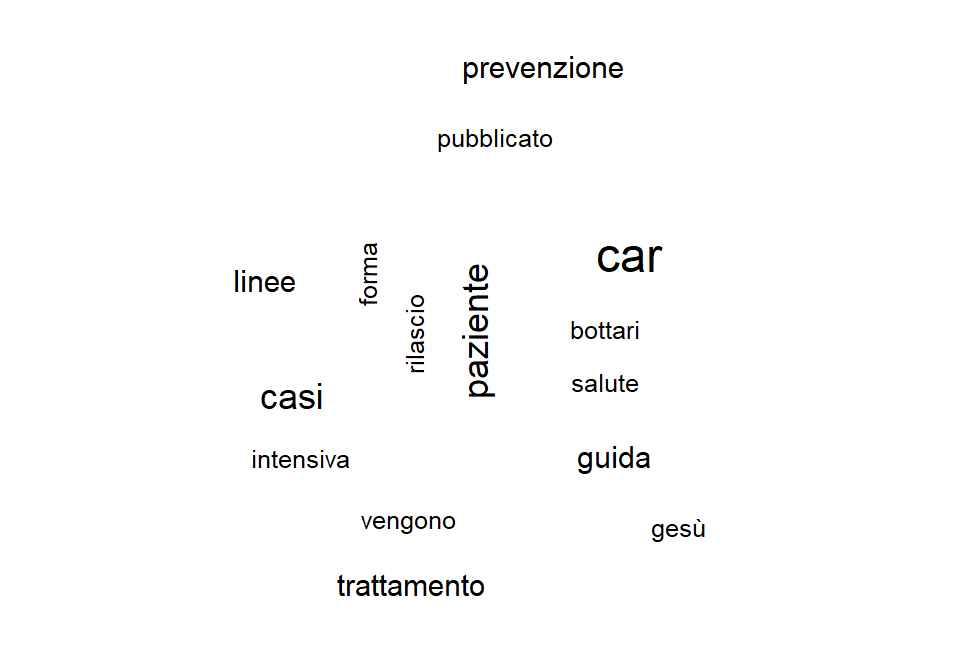 prevenzione
pubblicato
car
linee
forma
rilascio
paziente
bottari
salute
casi
intensiva
guida
vengono
gesù
trattamento